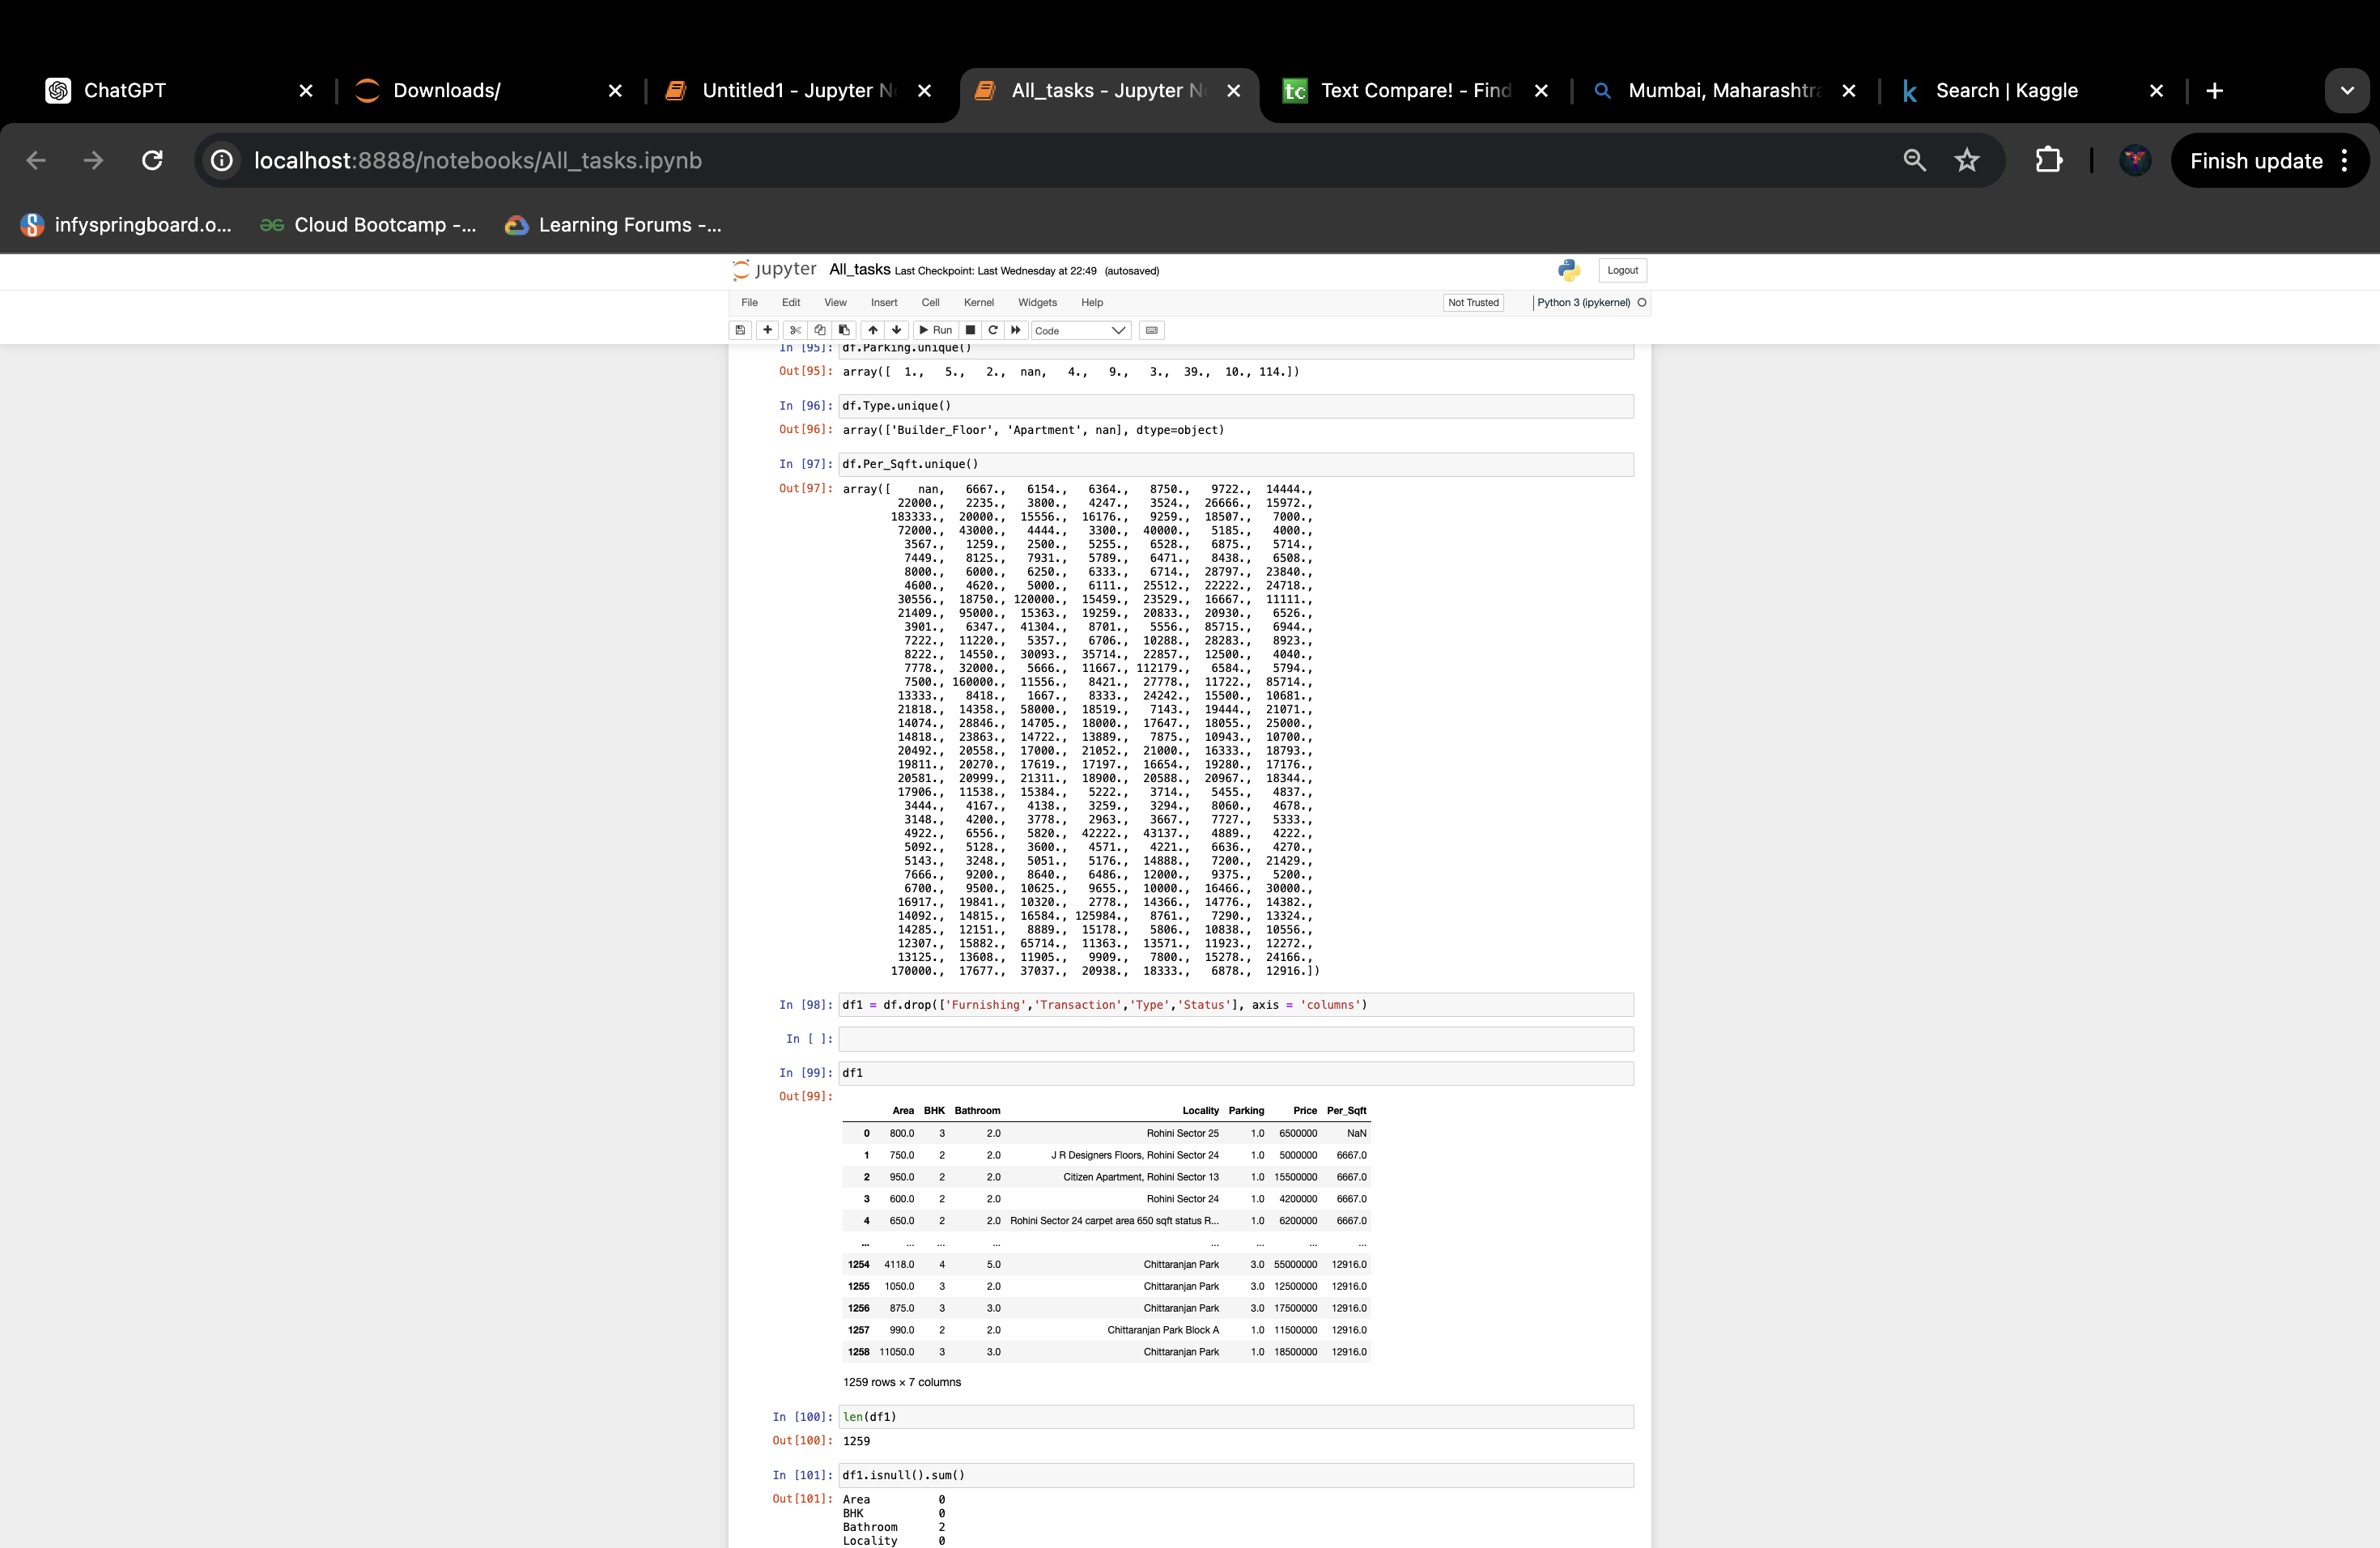 ChatGPT
Downloads/
Untitled1 - Jupyter N
All_tasks - Jupyter N
Text Compare! - Find
Mumbai, Maharashtra
Search | Kaggle
localhost:8888/notebooks/All_tasks.ipynb
Finish update
infyspringboard.o...
Cloud Bootcamp -...
Learning Forums -...
jupyter All_tasks Last Checkpoint: Last Wednesday at 22:49 (autosaved)
Logout
File Edit View Insert Cell Kernel Widgets Help
Not Trusted
Python 3 (ipykernel)
Run
Code
In [95]: df.Parking.unique()
Out[95]: array([  1.,   5.,   2.,  nan,   4.,   9.,   3.,  39.,  10., 114.])
In [96]: df.Type.unique()
Out[96]: array(['Builder_Floor', 'Apartment', nan], dtype=object)
In [97]: df.Per_Sqft.unique()
Out[97]: array([    nan,   6667.,   6154.,   6364.,   8750.,   9722.,  14444.,
22000.,   2235.,   3800.,   4247.,   3524.,  26666.,  15972.,
183333.,  20000.,  15556.,  16176.,   9259.,  18507.,   7000.,
72000.,  43000.,   4444.,   3300.,  40000.,   5185.,   4000.,
3567.,   1259.,   2500.,   5255.,   6528.,   6875.,   5714.,
7449.,   8125.,   7931.,   5789.,   6471.,   8438.,   6508.,
8000.,   6000.,   6250.,   6333.,   6714.,  28797.,  23840.,
4600.,   4620.,   5000.,   6111.,  25512.,  22222.,  24718.,
30556.,  18750., 120000.,  15459.,  23529.,  16667.,  11111.,
21409.,  95000.,  15363.,  19259.,  20833.,  20930.,   6526.,
3901.,   6347.,  41304.,   8701.,   5556.,  85715.,   6944.,
7222.,  11220.,   5357.,   6706.,  10288.,  28283.,   8923.,
8222.,  14550.,  30093.,  35714.,  22857.,  12500.,   4040.,
7778.,  32000.,   5666.,  11667., 112179.,   6584.,   5794.,
7500., 160000.,  11556.,   8421.,  27778.,  11722.,  85714.,
13333.,   8418.,   1667.,   8333.,  24242.,  15500.,  10681.,
21818.,  14358.,  58000.,  18519.,   7143.,  19444.,  21071.,
14074.,  28846.,  14705.,  18000.,  17647.,  18055.,  25000.,
14818.,  23863.,  14722.,  13889.,   7875.,  10943.,  10700.,
20492.,  20558.,  17000.,  21052.,  21000.,  16333.,  18793.,
19811.,  20270.,  17619.,  17197.,  16654.,  19280.,  17176.,
20581.,  20999.,  21311.,  18900.,  20588.,  20967.,  18344.,
17906.,  11538.,  15384.,   5222.,   3714.,   5455.,   4837.,
3444.,   4167.,   4138.,   3259.,   3294.,   8060.,   4678.,
3148.,   4200.,   3778.,   2963.,   3667.,   7727.,   5333.,
4922.,   6556.,   5820.,  42222.,  43137.,   4889.,   4222.,
5092.,   5128.,   3600.,   4571.,   4221.,   6636.,   4270.,
5143.,   3248.,   5051.,   5176.,  14888.,   7200.,  21429.,
7666.,   9200.,   8640.,   6486.,  12000.,   9375.,   5200.,
6700.,   9500.,  10625.,   9655.,  10000.,  16466.,  30000.,
16917.,  19841.,  10320.,   2778.,  14366.,  14776.,  14382.,
14092.,  14815.,  16584., 125984.,   8761.,   7290.,  13324.,
14285.,  12151.,   8889.,  15178.,   5806.,  10838.,  10556.,
12307.,  15882.,  65714.,  11363.,  13571.,  11923.,  12272.,
13125.,  13608.,  11905.,   9909.,   7800.,  15278.,  24166.,
170000.,  17677.,  37037.,  20938.,  18333.,   6878.,  12916.])
In [98]: df1 = df.drop(['Furnishing','Transaction','Type','Status'], axis = 'columns')
In [ ]:
In [99]: df1
Out[99]:
Area BHK Bathroom Locality Parking Price Per_Sqft
0 800.0 3 2.0 Rohini Sector 25 1.0 6500000 NaN
1 750.0 2 2.0 J R Designers Floors, Rohini Sector 24 1.0 5000000 6667.0
2 950.0 2 2.0 Citizen Apartment, Rohini Sector 13 1.0 15500000 6667.0
3 600.0 2 2.0 Rohini Sector 24 1.0 4200000 6667.0
4 650.0 2 2.0 Rohini Sector 24 carpet area 650 sqft status R... 1.0 6200000 6667.0
... ... ... ... ... ... ... ...
1254 4118.0 4 5.0 Chittaranjan Park 3.0 55000000 12916.0
1255 1050.0 3 2.0 Chittaranjan Park 3.0 12500000 12916.0
1256 875.0 3 3.0 Chittaranjan Park 3.0 17500000 12916.0
1257 990.0 2 2.0 Chittaranjan Park Block A 1.0 11500000 12916.0
1258 11050.0 3 3.0 Chittaranjan Park 1.0 18500000 12916.0
1259 rows × 7 columns
In [100]: len(df1)
Out[100]: 1259
In [101]: df1.isnull().sum()
Out[101]: Area 0
BHK 0
Bathroom 2
Locality 0